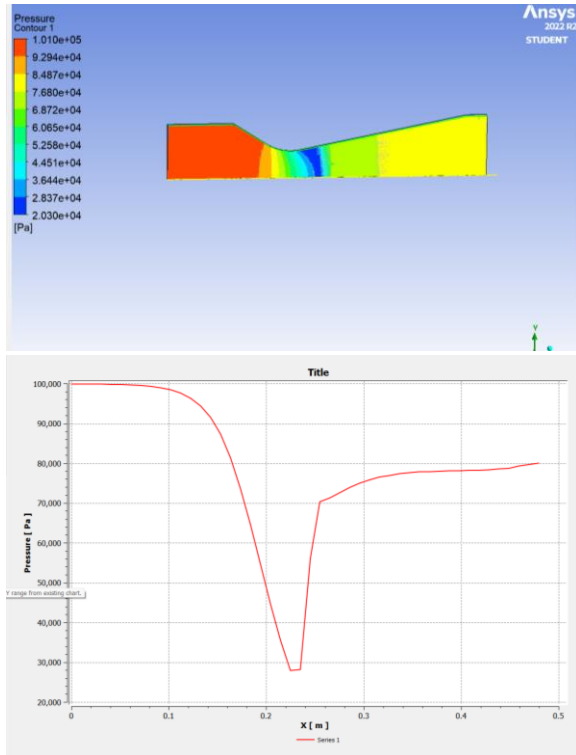 Pressure
Contour 1
1.010e+05
9.294e+04
8.487e+04
7.680e+04
6.872e+04
6.065e+04
5.258e+04
4.451e+04
3.644e+04
2.837e+04
2.030e+04
[Pa]
Ansys
2022 R2
STUDENT
Y
Title
100,000
90,000
80,000
70,000
60,000
50,000
40,000
30,000
20,000
Pressure [ Pa ]
Y range from existing chart.
0
0.1
0.2
0.3
0.4
0.5
X [ m ]
Series 1